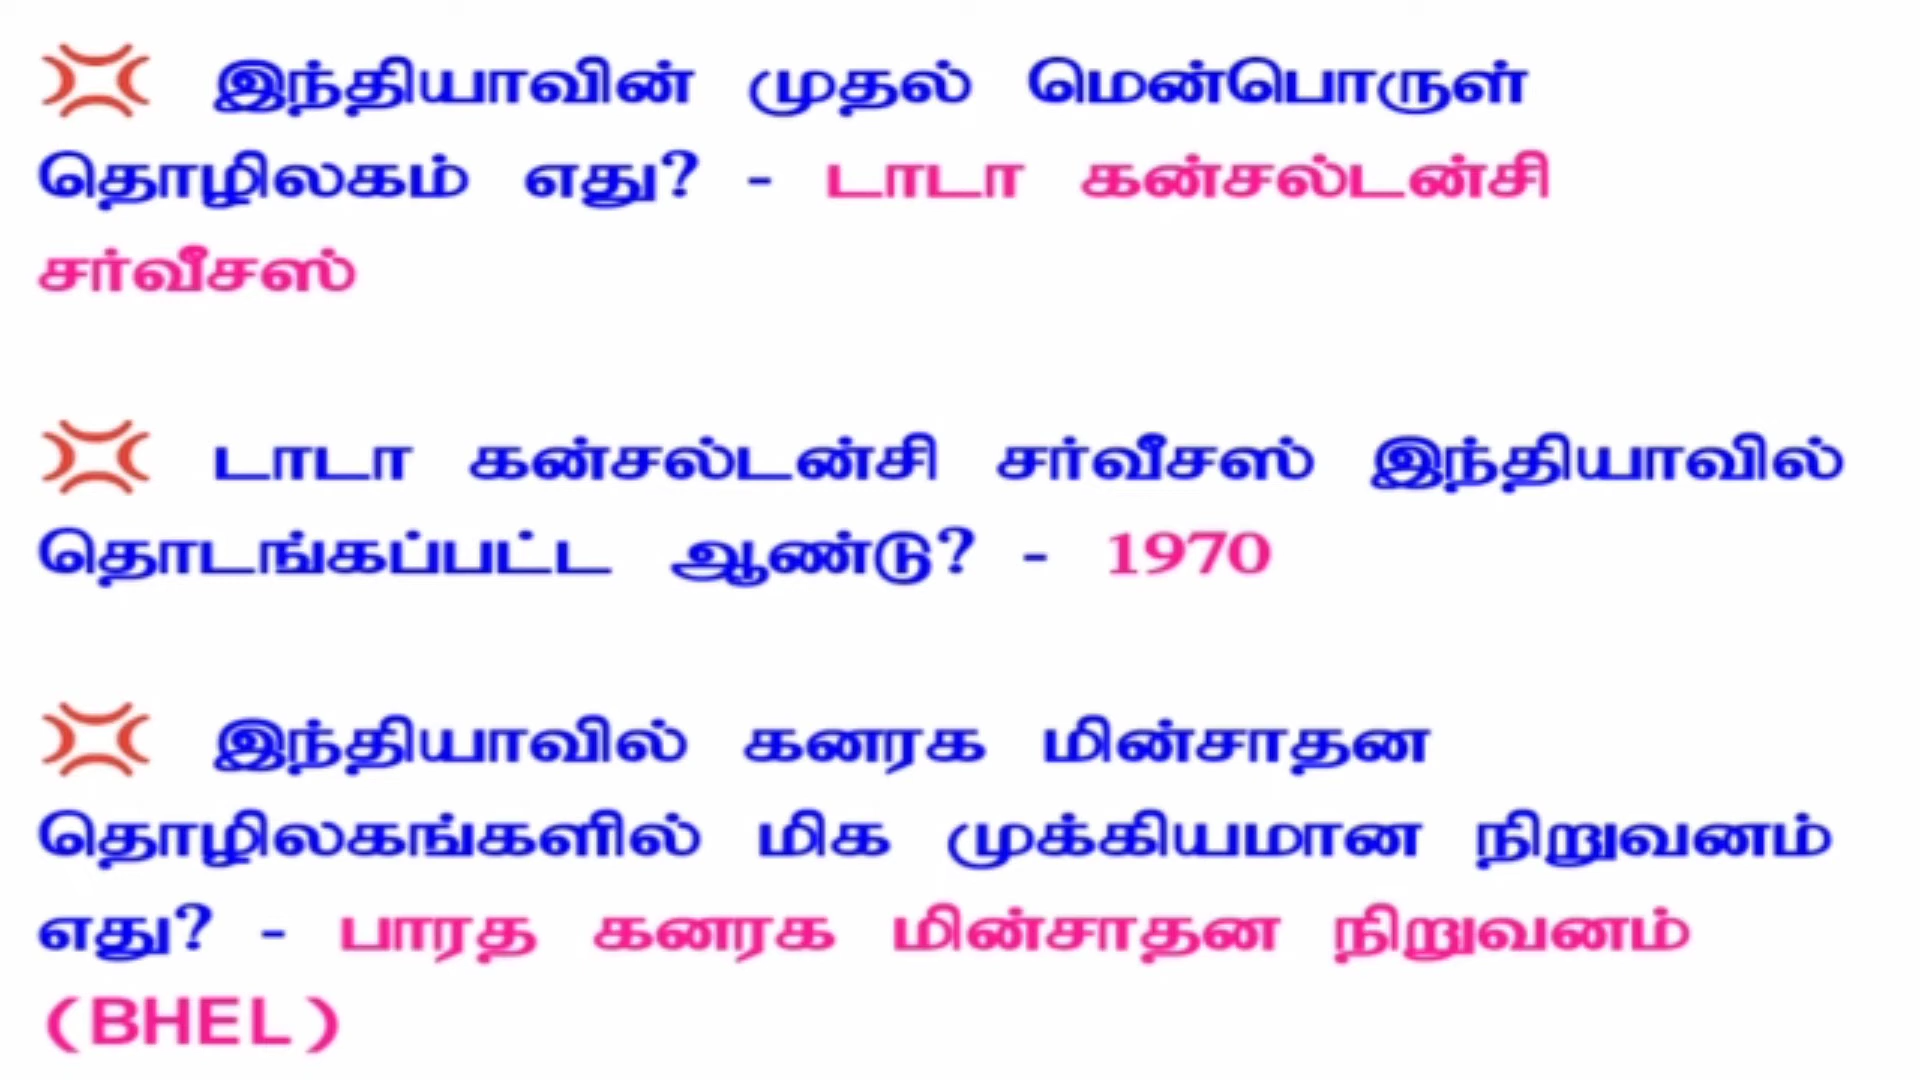 இந்தியாவின் முதல் மென்பொருள்
தொழிலகம் எது? - டாடா கன்சல்டன்சி
சர்வீசஸ்
டாடா கன்சல்டன்சி சர்வீசஸ் இந்தியாவில்
தொடங்கப்பட்ட ஆண்டு? - 1970
இந்தியாவில் கனரக மின்சாதன
தொழிலகங்களில் மிக முக்கியமான நிறுவனம்
எது? - பாரத கனரக மின்சாதன நிறுவனம்
(BHEL)